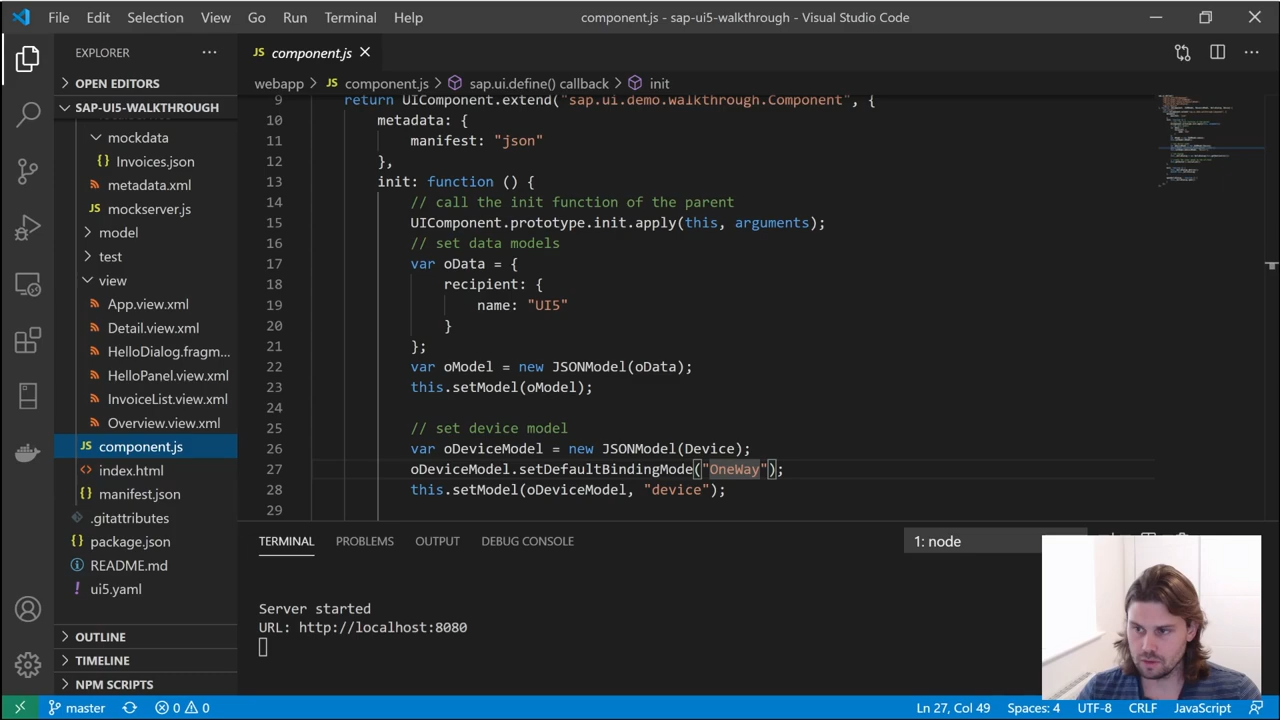 File Edit Selection View Go Run Terminal Help component.js - sap-ui5-walkthrough - Visual Studio Code
EXPLORER
OPEN EDITORS
SAP-UI5-WALKTHROUGH
mockdata
Invoices.json
metadata.xml
mockserver.js
model
test
view
App.view.xml
Detail.view.xml
HelloDialog.fragm...
HelloPanel.view.xml
InvoiceList.view.xml
Overview.view.xml
JS component.js
index.html
manifest.json
.gitattributes
package.json
README.md
ui5.yaml
OUTLINE
TIMELINE
NPM SCRIPTS
JS component.js
webapp > JS component.js > sap.ui.define() callback > init
9 return UIComponent.extend("sap.ui.demo.walkthrough.Component", {
10 metadata: {
11 manifest: "json"
12 },
13 init: function () {
14 // call the init function of the parent
15 UIComponent.prototype.init.apply(this, arguments);
16 // set data models
17 var oData = {
18 recipient: {
19 name: "UI5"
20 }
21 };
22 var oModel = new JSONModel(oData);
23 this.setModel(oModel);
24
25 // set device model
26 var oDeviceModel = new JSONModel(Device);
27 oDeviceModel.setDefaultBindingMode("OneWay");
28 this.setModel(oDeviceModel, "device");
29
TERMINAL PROBLEMS OUTPUT DEBUG CONSOLE 1: node
Server started
URL: http://localhost:8080
master 0 0 Ln 27, Col 49 Spaces: 4 UTF-8 CRLF JavaScript